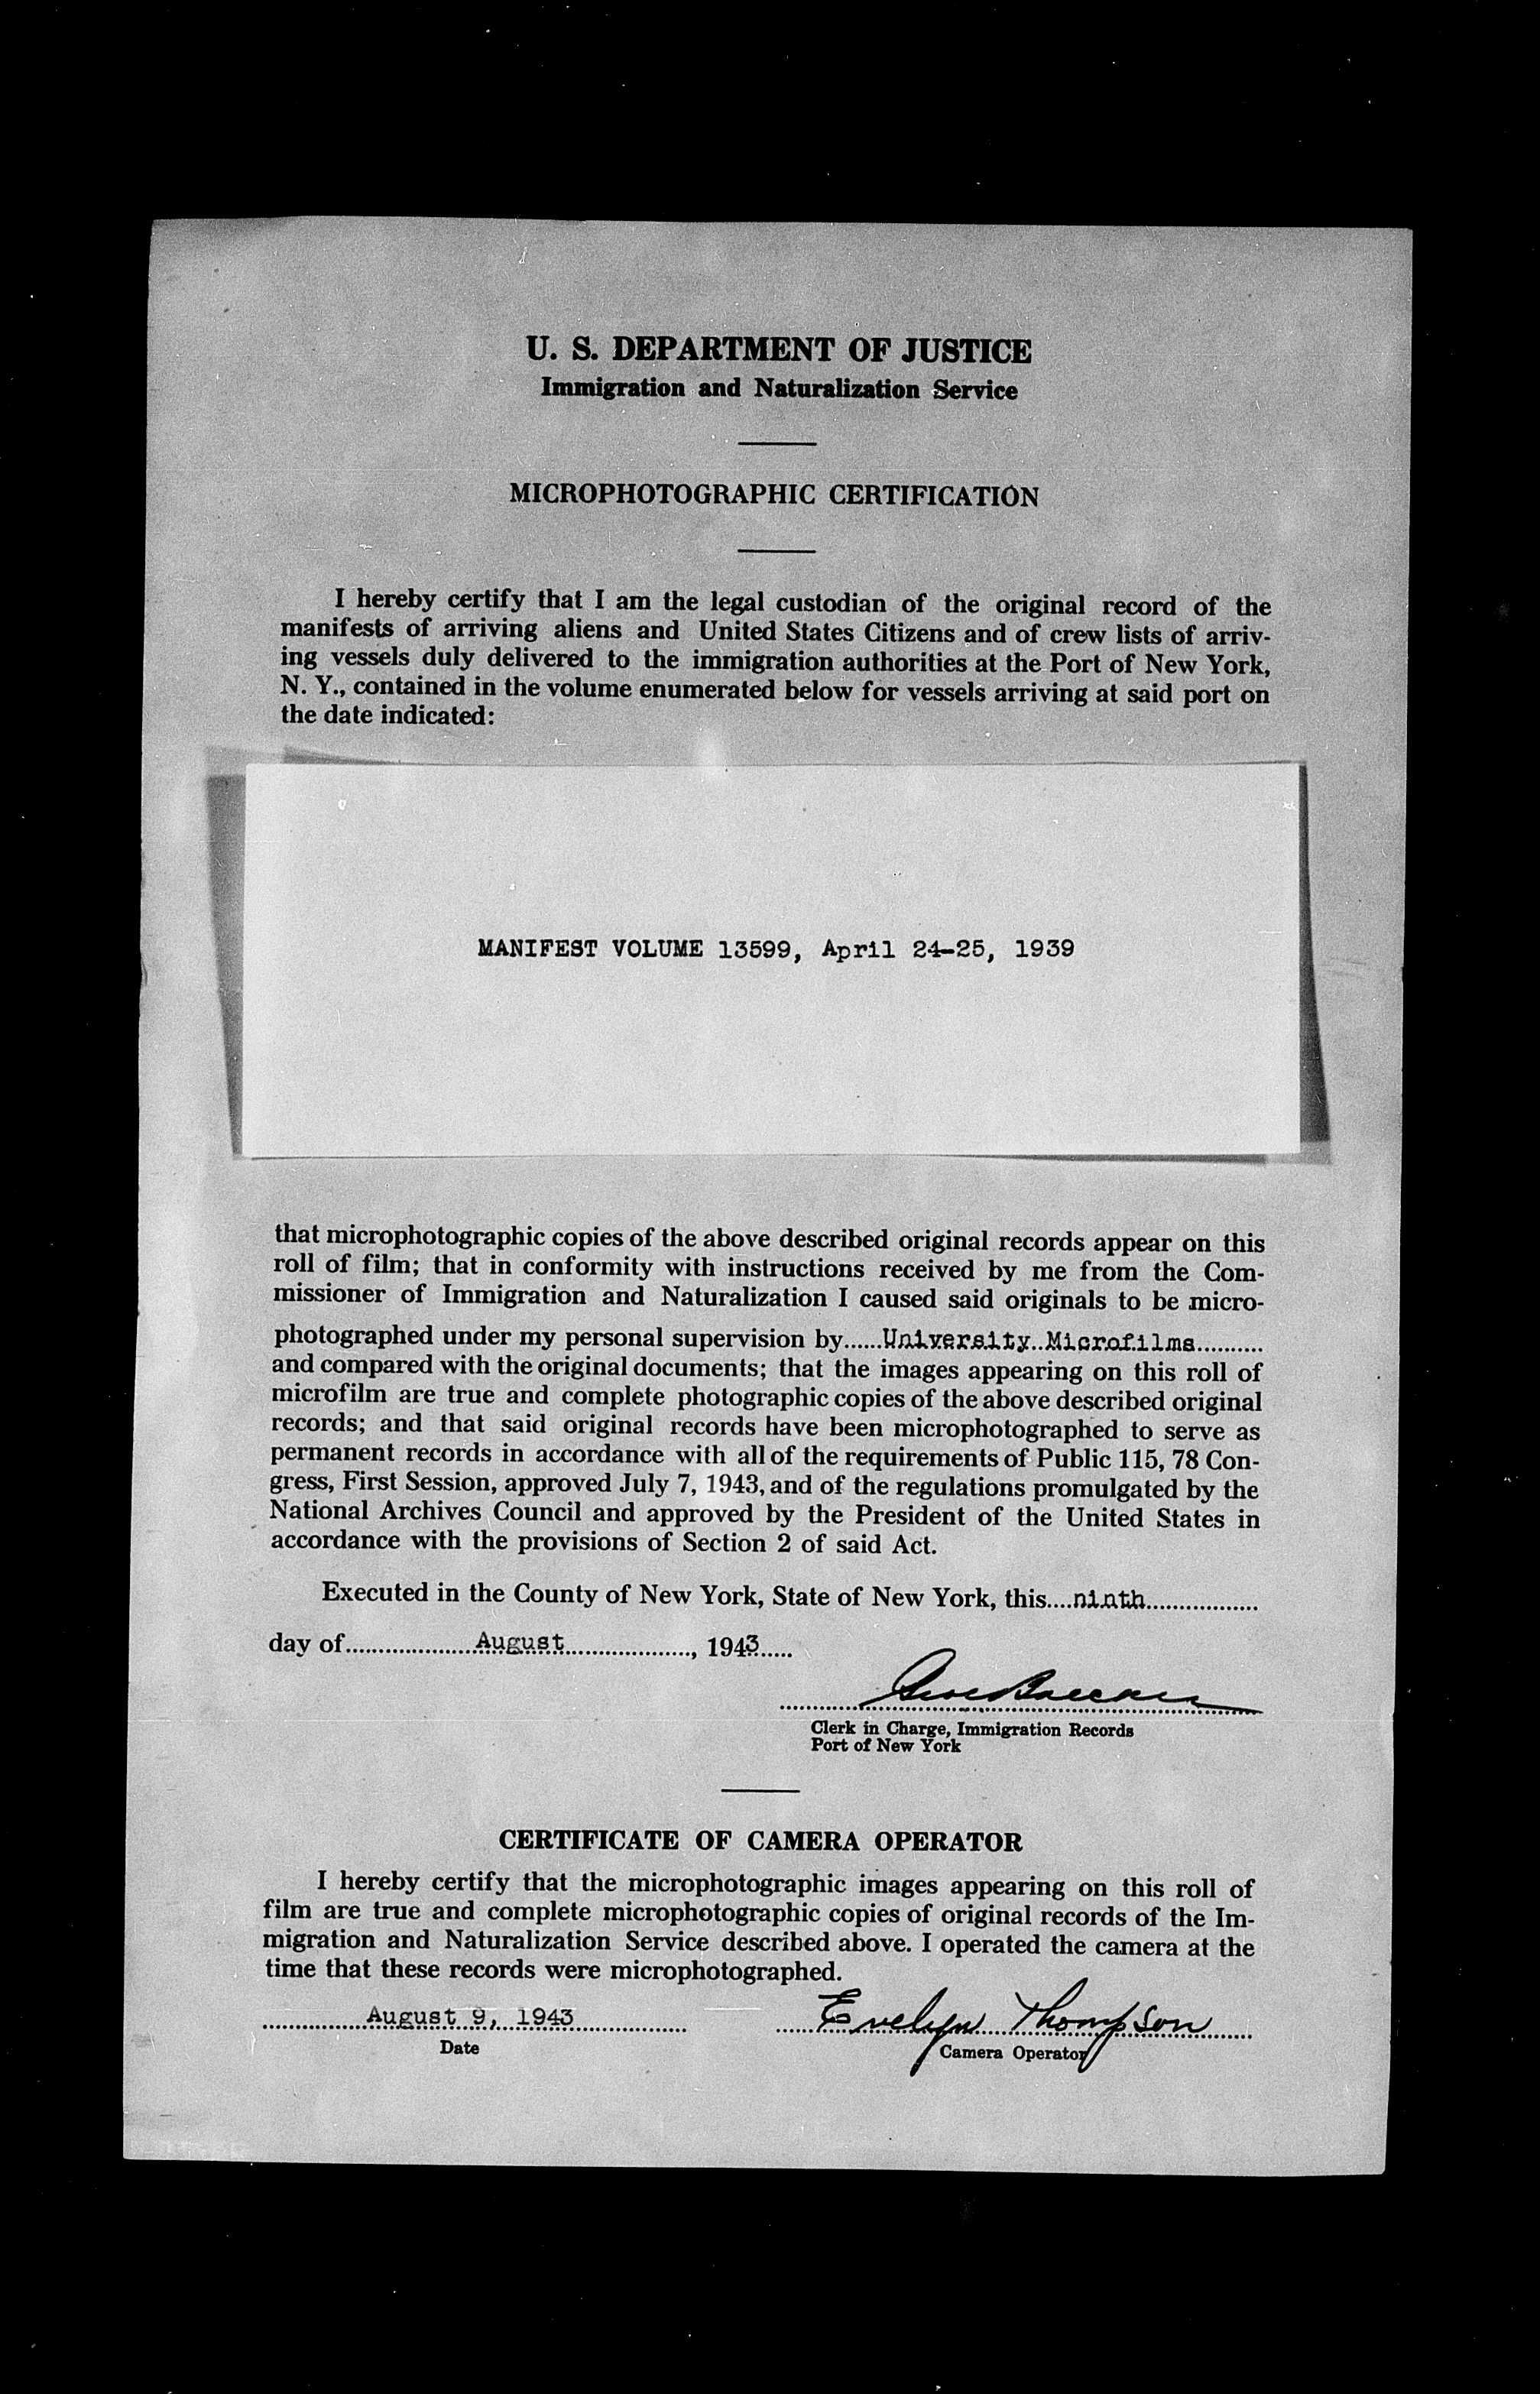 U. S. DEPARTMENT OF JUSTICE
Immigration and Naturalization Service
MICROPHOTOGRAPHIC CERTIFICATION
I hereby certify that I am the legal custodian of the original record of the
manifests of arriving aliens and United States Citizens and of crew lists of arriv-
ing vessels duly delivered to the immigration authorities at the Port of New York,
N. Y., contained in the volume enumerated below for vessels arriving at said port on
the date indicated:
MANIFEST VOLUME 13599, April 24-25, 1939
that microphotographic copies of the above described original records appear on this
roll of film; that in conformity with instructions received by me from the Com-
missioner of Immigration and Naturalization I caused said originals to be micro-
photographed under my personal supervision by......University Microfilms..........
and compared with the original documents; that the images appearing on this roll of
microfilm are true and complete photographic copies of the above described original
records; and that said original records have been microphotographed to serve as
permanent records in accordance with all of the requirements of Public 115, 78 Con-
gress, First Session, approved July 7, 1943, and of the regulations promulgated by the
National Archives Council and approved by the President of the United States in
accordance with the provisions of Section 2 of said Act.
Executed in the County of New York, State of New York, this....ninth.................
day of....................August...................., 1943......
Clerk in Charge, Immigration Records
Port of New York
CERTIFICATE OF CAMERA OPERATOR
I hereby certify that the microphotographic images appearing on this roll of
film are true and complete microphotographic copies of original records of the Im-
migration and Naturalization Service described above. I operated the camera at the
time that these records were microphotographed.
August 9, 1943 Evelyn Thompson
Date Camera Operator